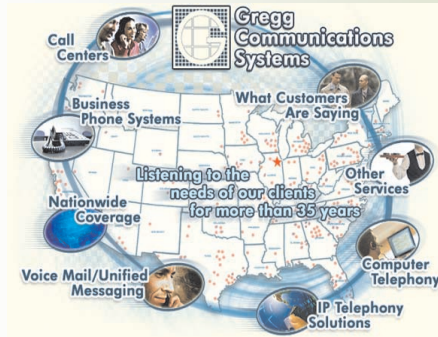 Gregg
Communications
Systems
Call
Centers
Business
Phone Systems
What Customers
Are Saying
Listening to the
needs of our clients
for more than 35 years
Other
Services
Nationwide
Coverage
Computer
Telephony
Voice Mail/Unified
Messaging
IP Telephony
Solutions